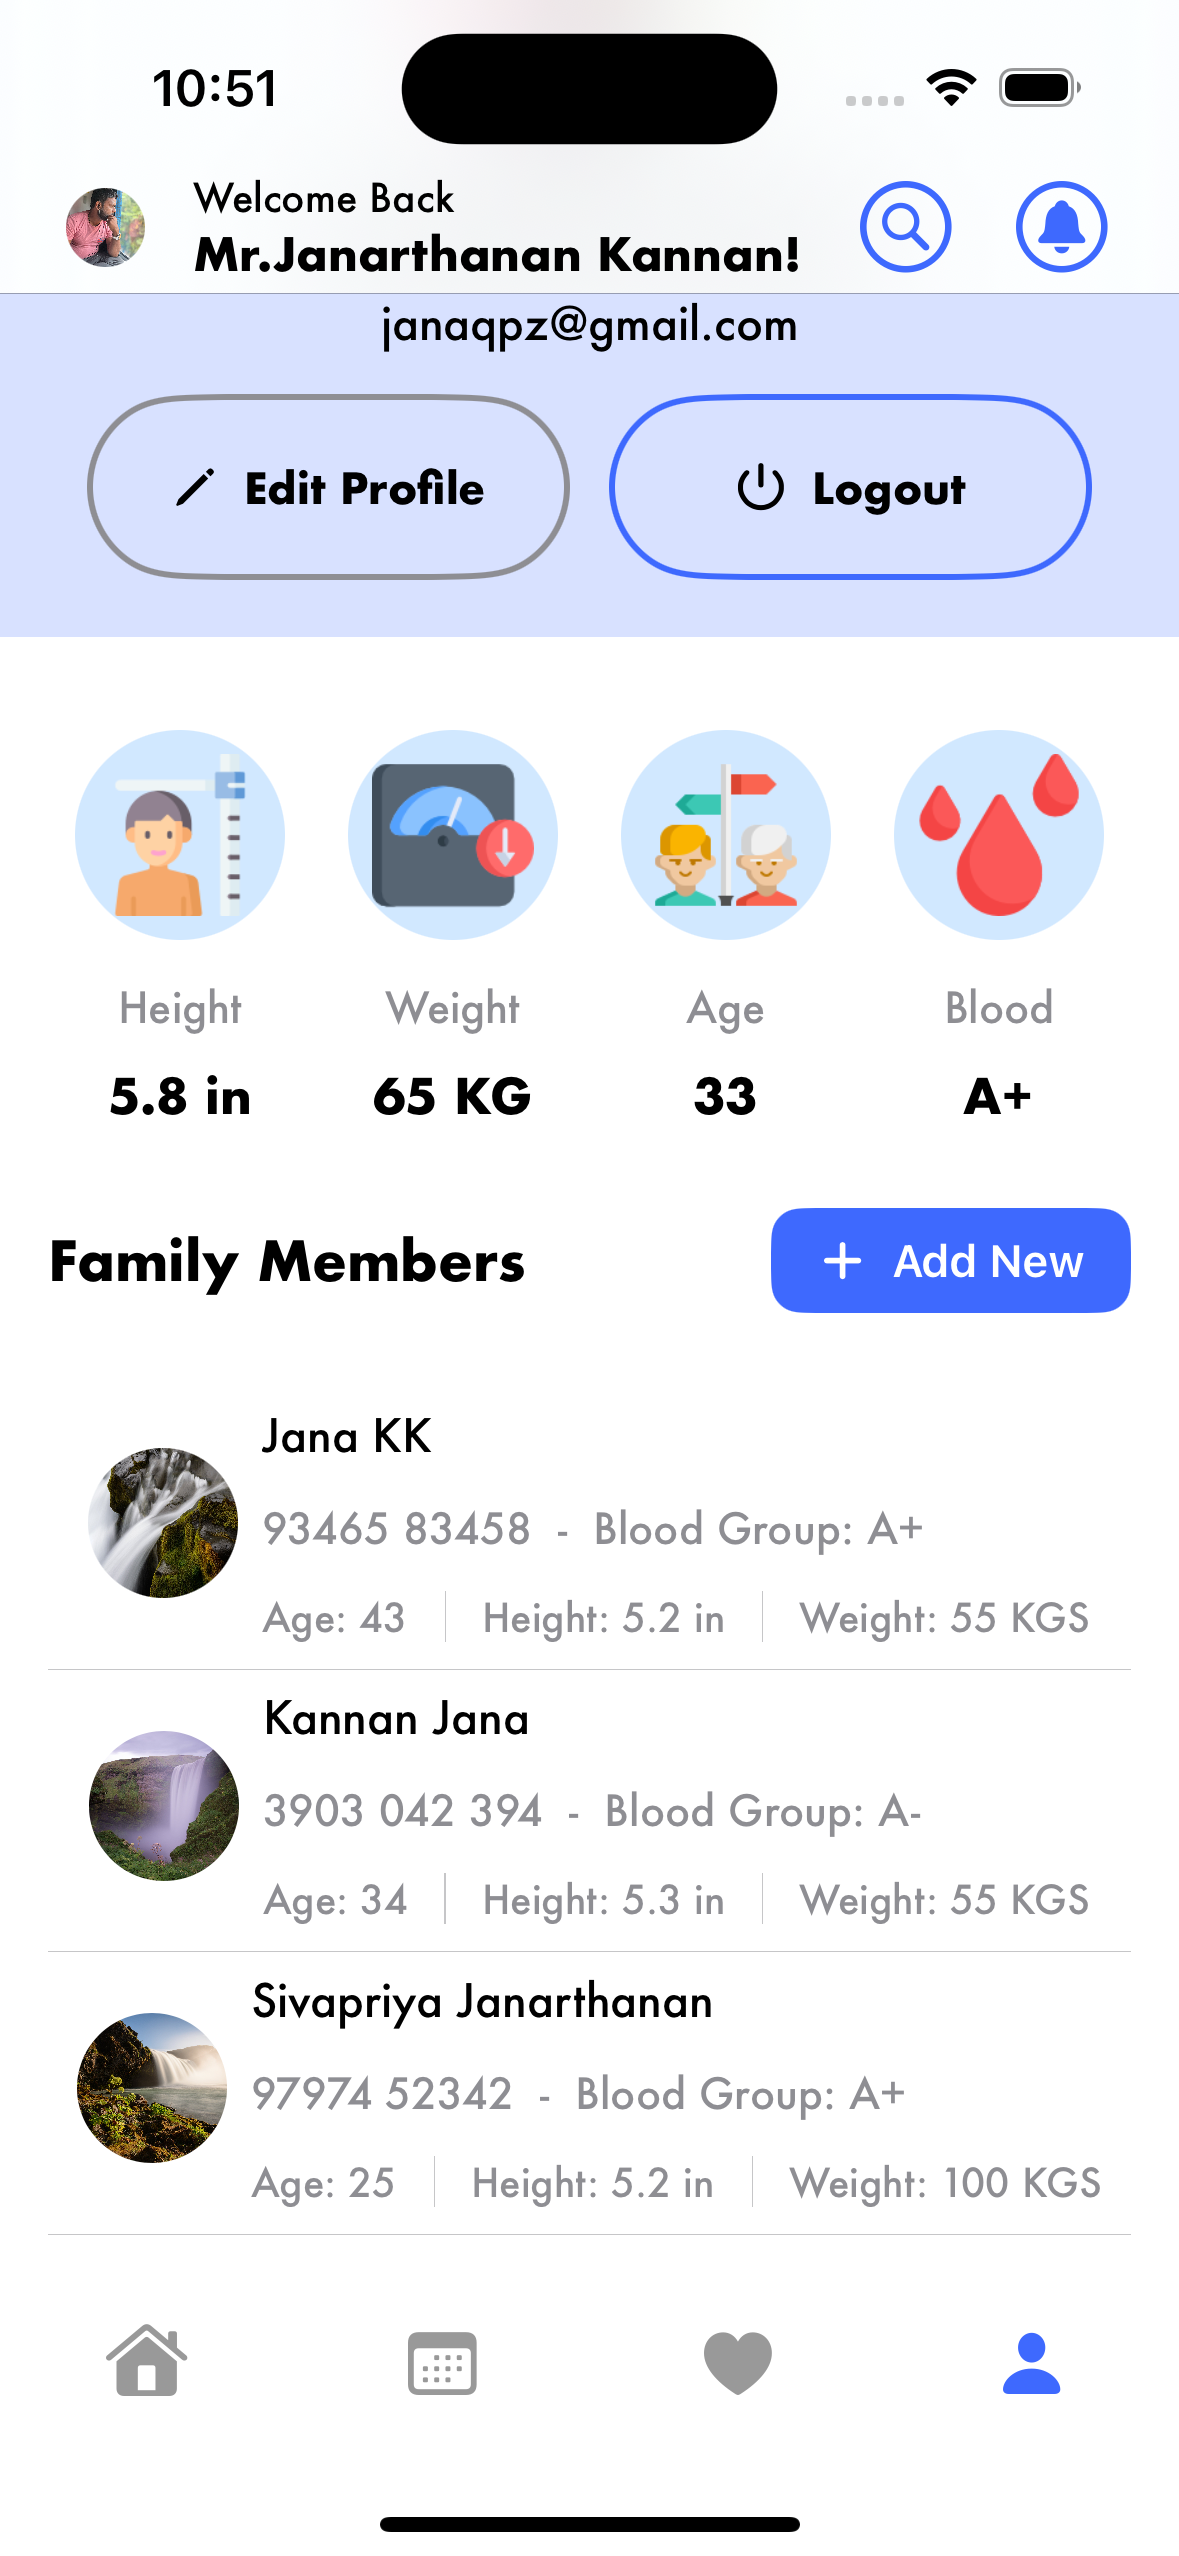 10:51
Welcome Back
Mr.Janarthanan Kannan!
janaqpz@gmail.com
Edit Profile
Logout
Height
Weight
Age
Blood
5.8 in
65 KG
33
A+
Family Members
+ Add New
Jana KK
93465 83458 - Blood Group: A+
Age: 43
Height: 5.2 in
Weight: 55 KGS
Kannan Jana
3903 042 394 - Blood Group: A-
Age: 34
Height: 5.3 in
Weight: 55 KGS
Sivapriya Janarthanan
97974 52342 - Blood Group: A+
Age: 25
Height: 5.2 in
Weight: 100 KGS